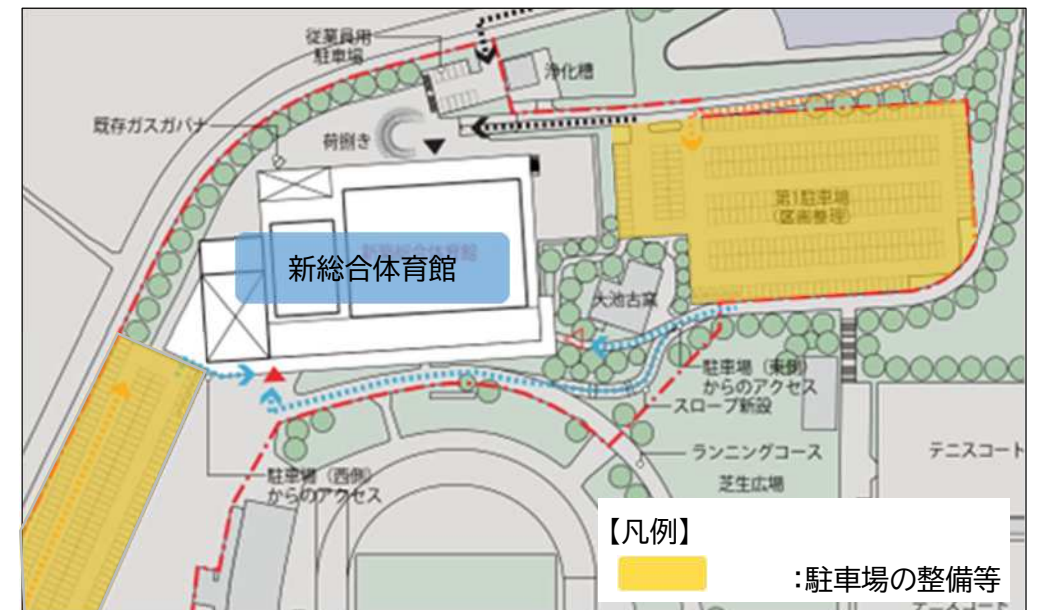 従業員用
駐車場
浄化槽
既存ガスガバナ
荷捌き
第1駐車場
(区画整理)
新総合体育館
大池古窯
駐車場（東側）
からのアクセス
スロープ新設
ランニングコース
テニスコート
駐車場（西側）
からのアクセス
芝生広場
【凡例】
:駐車場の整備等